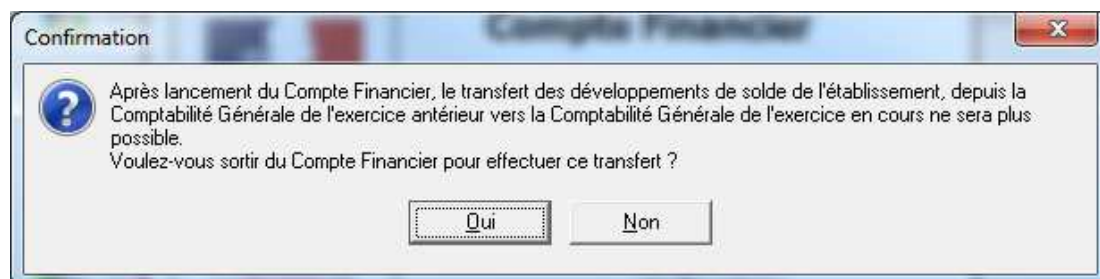 Compte Financier
Confirmation
Après lancement du Compte Financier, le transfert des développements de solde de l'établissement, depuis la
Comptabilité Générale de l'exercice antérieur vers la Comptabilité Générale de l'exercice en cours ne sera plus
possible.
Voulez-vous sortir du Compte Financier pour effectuer ce transfert ?
Oui
Non